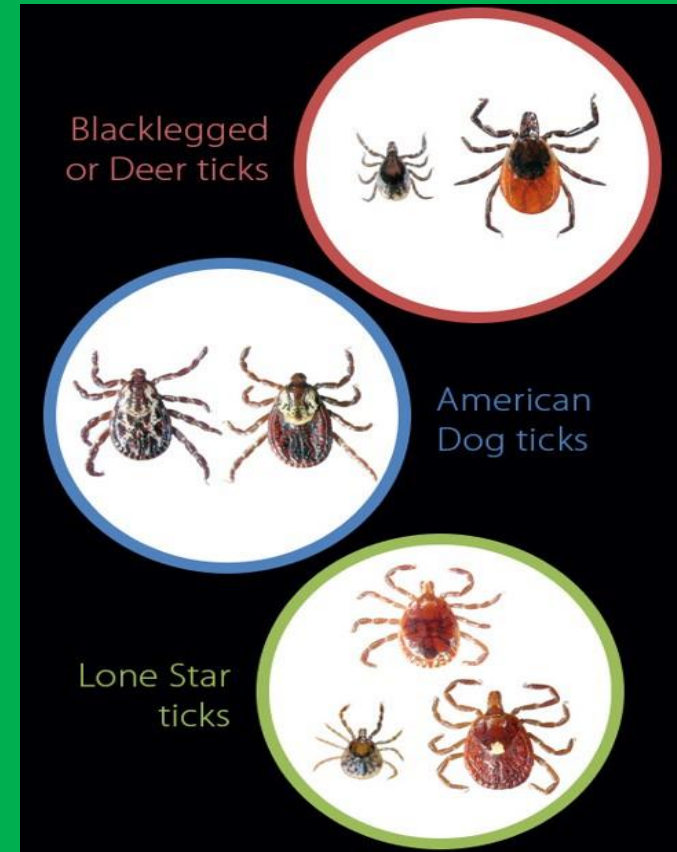 Blacklegged
or Deer ticks
American
Dog ticks
Lone Star
ticks